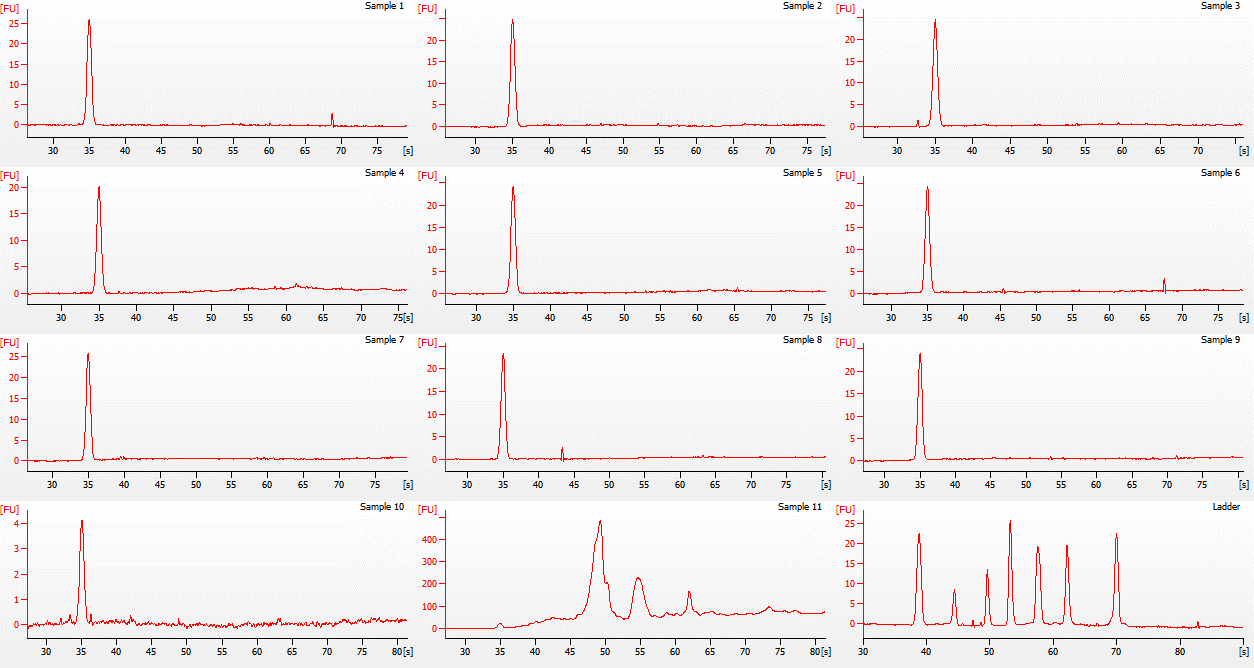 [FU] Sample 1
25
20
15
10
5
0
30 35 40 45 50 55 60 65 70 75 [s]
[FU] Sample 2
20
15
10
5
0
30 35 40 45 50 55 60 65 70 75 [s]
[FU] Sample 3
20
15
10
5
0
30 35 40 45 50 55 60 65 70 75 [s]
[FU] Sample 4
20
15
10
5
0
30 35 40 45 50 55 60 65 70 75[s]
[FU] Sample 5
20
15
10
5
0
30 35 40 45 50 55 60 65 70 75 [s]
[FU] Sample 6
20
15
10
5
0
30 35 40 45 50 55 60 65 70 75 [s]
[FU] Sample 7
25
20
15
10
5
0
30 35 40 45 50 55 60 65 70 75 [s]
[FU] Sample 8
20
15
10
5
0
30 35 40 45 50 55 60 65 70 75 [s]
[FU] Sample 9
20
15
10
5
0
30 35 40 45 50 55 60 65 70 75 [s]
[FU] Sample 10
4
3
2
1
0
30 35 40 45 50 55 60 65 70 75 80[s]
[FU] Sample 11
400
300
200
100
0
30 35 40 45 50 55 60 65 70 75 80[s]
[FU] Ladder
25
20
15
10
5
0
30 40 50 60 70 80 [s]